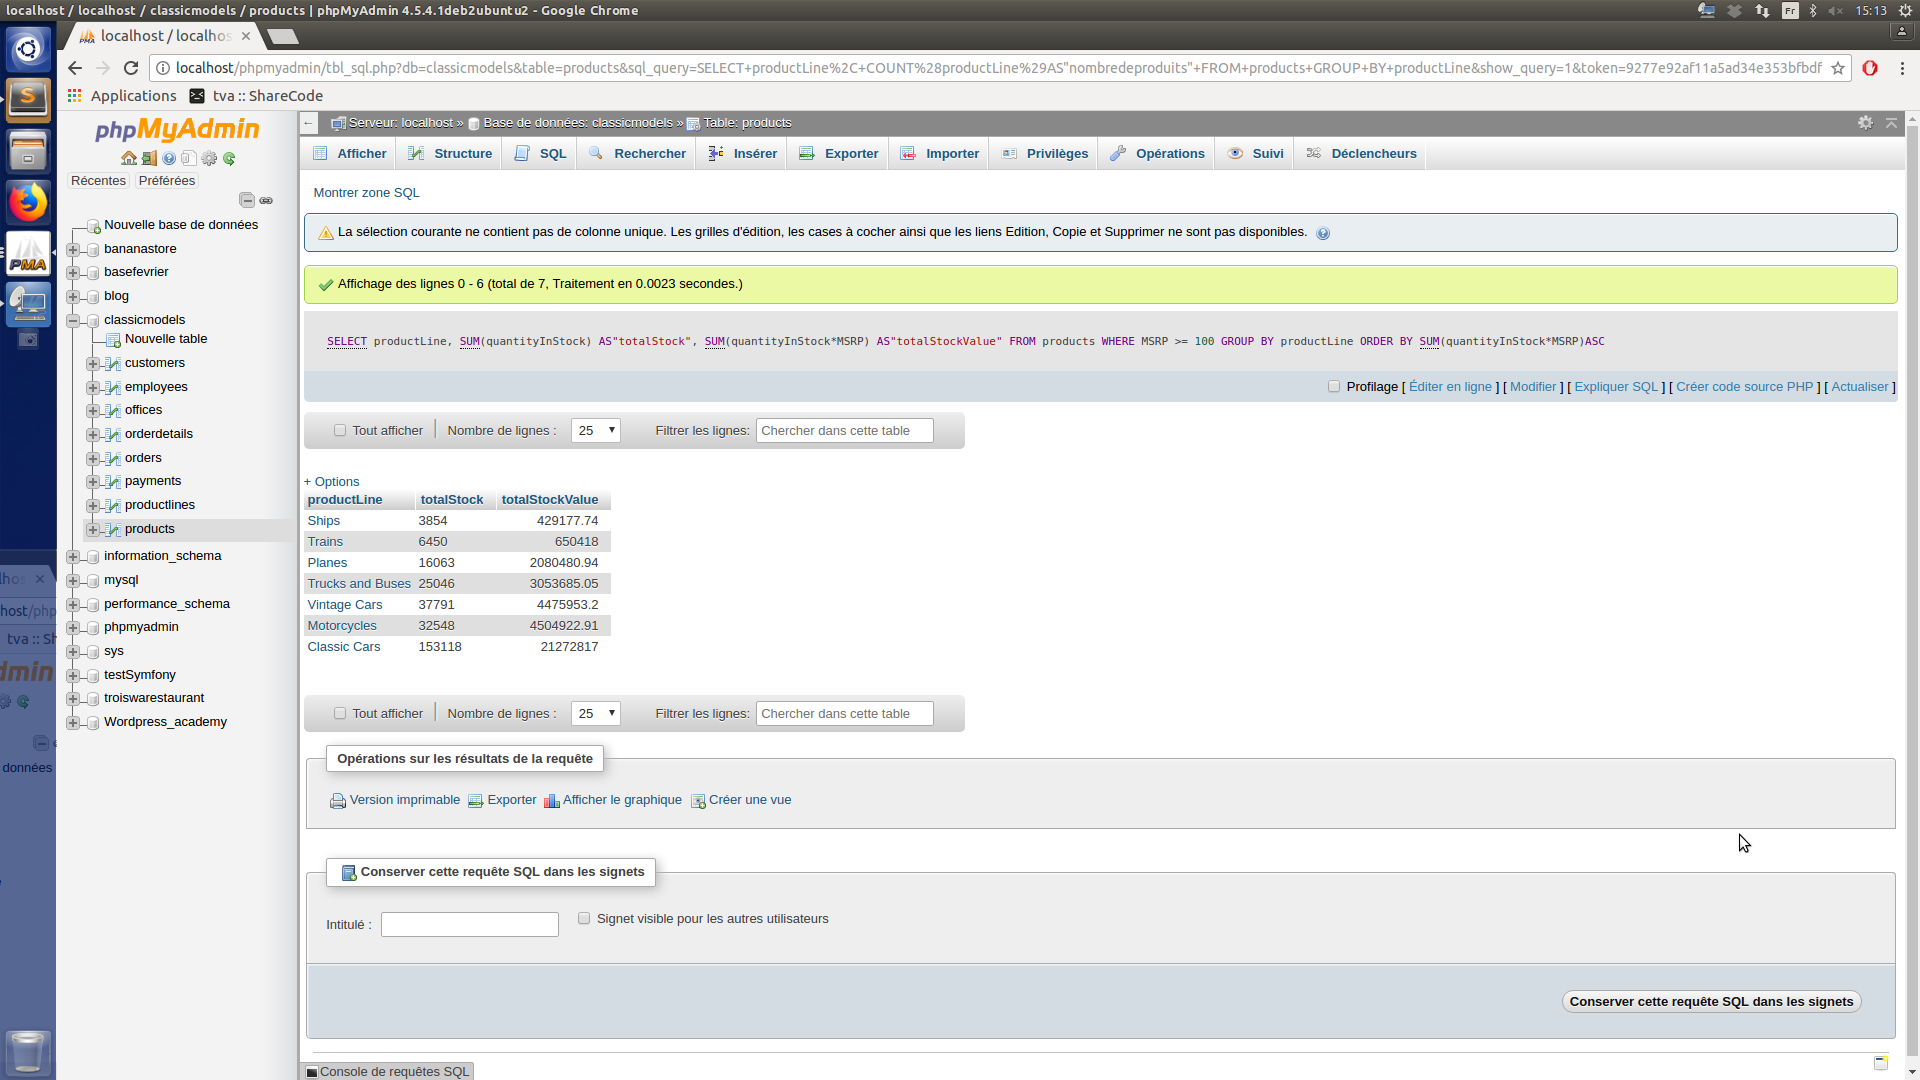 localhost / localhost / classicmodels / products | phpMyAdmin 4.5.4.1deb2ubuntu2 - Google Chrome
Fr
15:13
localhost / localhos
localhost/phpmyadmin/tbl_sql.php?db=classicmodels&table=products&sql_query=SELECT+productLine%2C+COUNT%28productLine%29AS"nombredeproduits"+FROM+products+GROUP+BY+productLine&show_query=1&token=9277e92af11a5ad34e353bfbdf
Applications
tva :: ShareCode
phpMyAdmin
Récentes
Préférées
Nouvelle base de données
bananastore
basefevrier
blog
classicmodels
Nouvelle table
customers
employees
offices
orderdetails
orders
payments
productlines
products
information_schema
mysql
performance_schema
phpmyadmin
sys
testSymfony
troiswarestaurant
Wordpress_academy
lhos
host/php
tva :: Sh
dmin
données
PMA
Serveur: localhost » Base de données: classicmodels » Table: products
Afficher Structure SQL Rechercher Insérer Exporter Importer Privilèges Opérations Suivi Déclencheurs
Montrer zone SQL
La sélection courante ne contient pas de colonne unique. Les grilles d'édition, les cases à cocher ainsi que les liens Edition, Copie et Supprimer ne sont pas disponibles.
Affichage des lignes 0 - 6 (total de 7, Traitement en 0.0023 secondes.)
SELECT productLine, SUM(quantityInStock) AS"totalStock", SUM(quantityInStock*MSRP) AS"totalStockValue" FROM products WHERE MSRP >= 100 GROUP BY productLine ORDER BY SUM(quantityInStock*MSRP)ASC
Profilage [ Éditer en ligne ] [ Modifier ] [ Expliquer SQL ] [ Créer code source PHP ] [ Actualiser ]
Tout afficher Nombre de lignes : 25 Filtrer les lignes: Chercher dans cette table
+ Options
productLine totalStock totalStockValue
Ships 3854 429177.74
Trains 6450 650418
Planes 16063 2080480.94
Trucks and Buses 25046 3053685.05
Vintage Cars 37791 4475953.2
Motorcycles 32548 4504922.91
Classic Cars 153118 21272817
Tout afficher Nombre de lignes : 25 Filtrer les lignes: Chercher dans cette table
Opérations sur les résultats de la requête
Version imprimable Exporter Afficher le graphique Créer une vue
Conserver cette requête SQL dans les signets
Intitulé :
Signet visible pour les autres utilisateurs
Conserver cette requête SQL dans les signets
Console de requêtes SQL